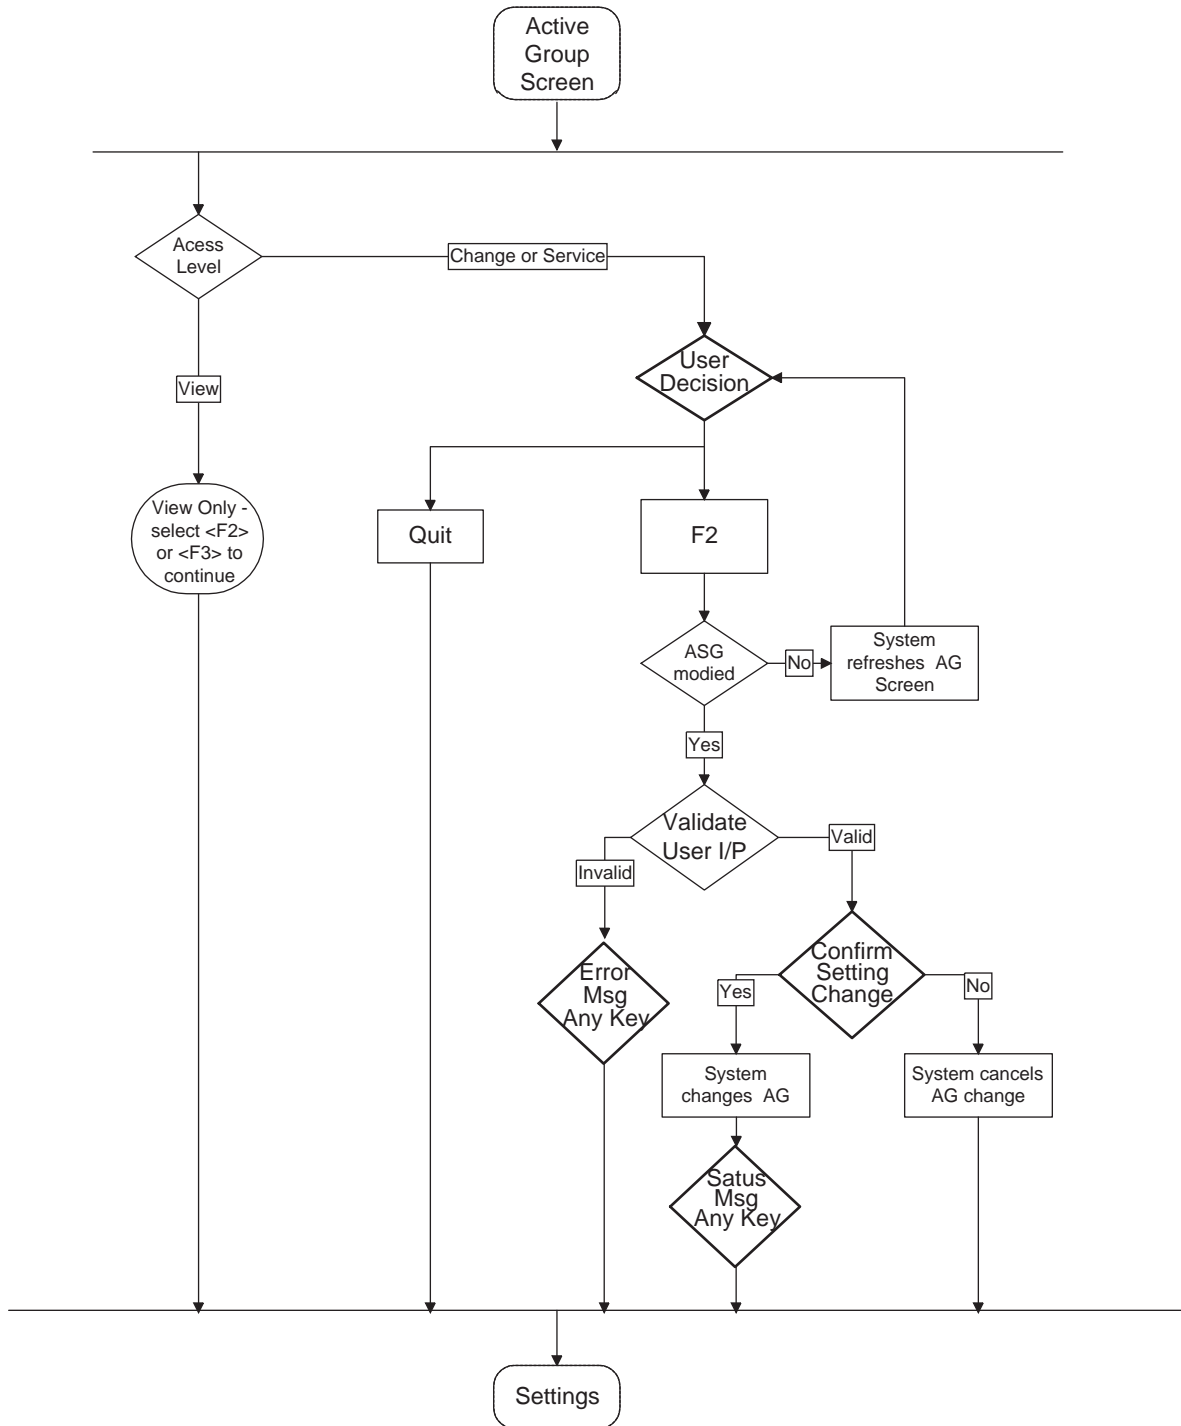 Active
Group
Screen
Acess
Level
Change or Service
User
Decision
View
View Only -
select <F2>
or <F3> to
continue
Quit
F2
ASG
modied
No
System
refreshes AG
Screen
Yes
Validate
User I/P
Valid
Invalid
Confirm
Setting
Change
Error
Msg
Any Key
Yes
No
System
changes AG
System cancels
AG change
Satus
Msg
Any Key
Settings